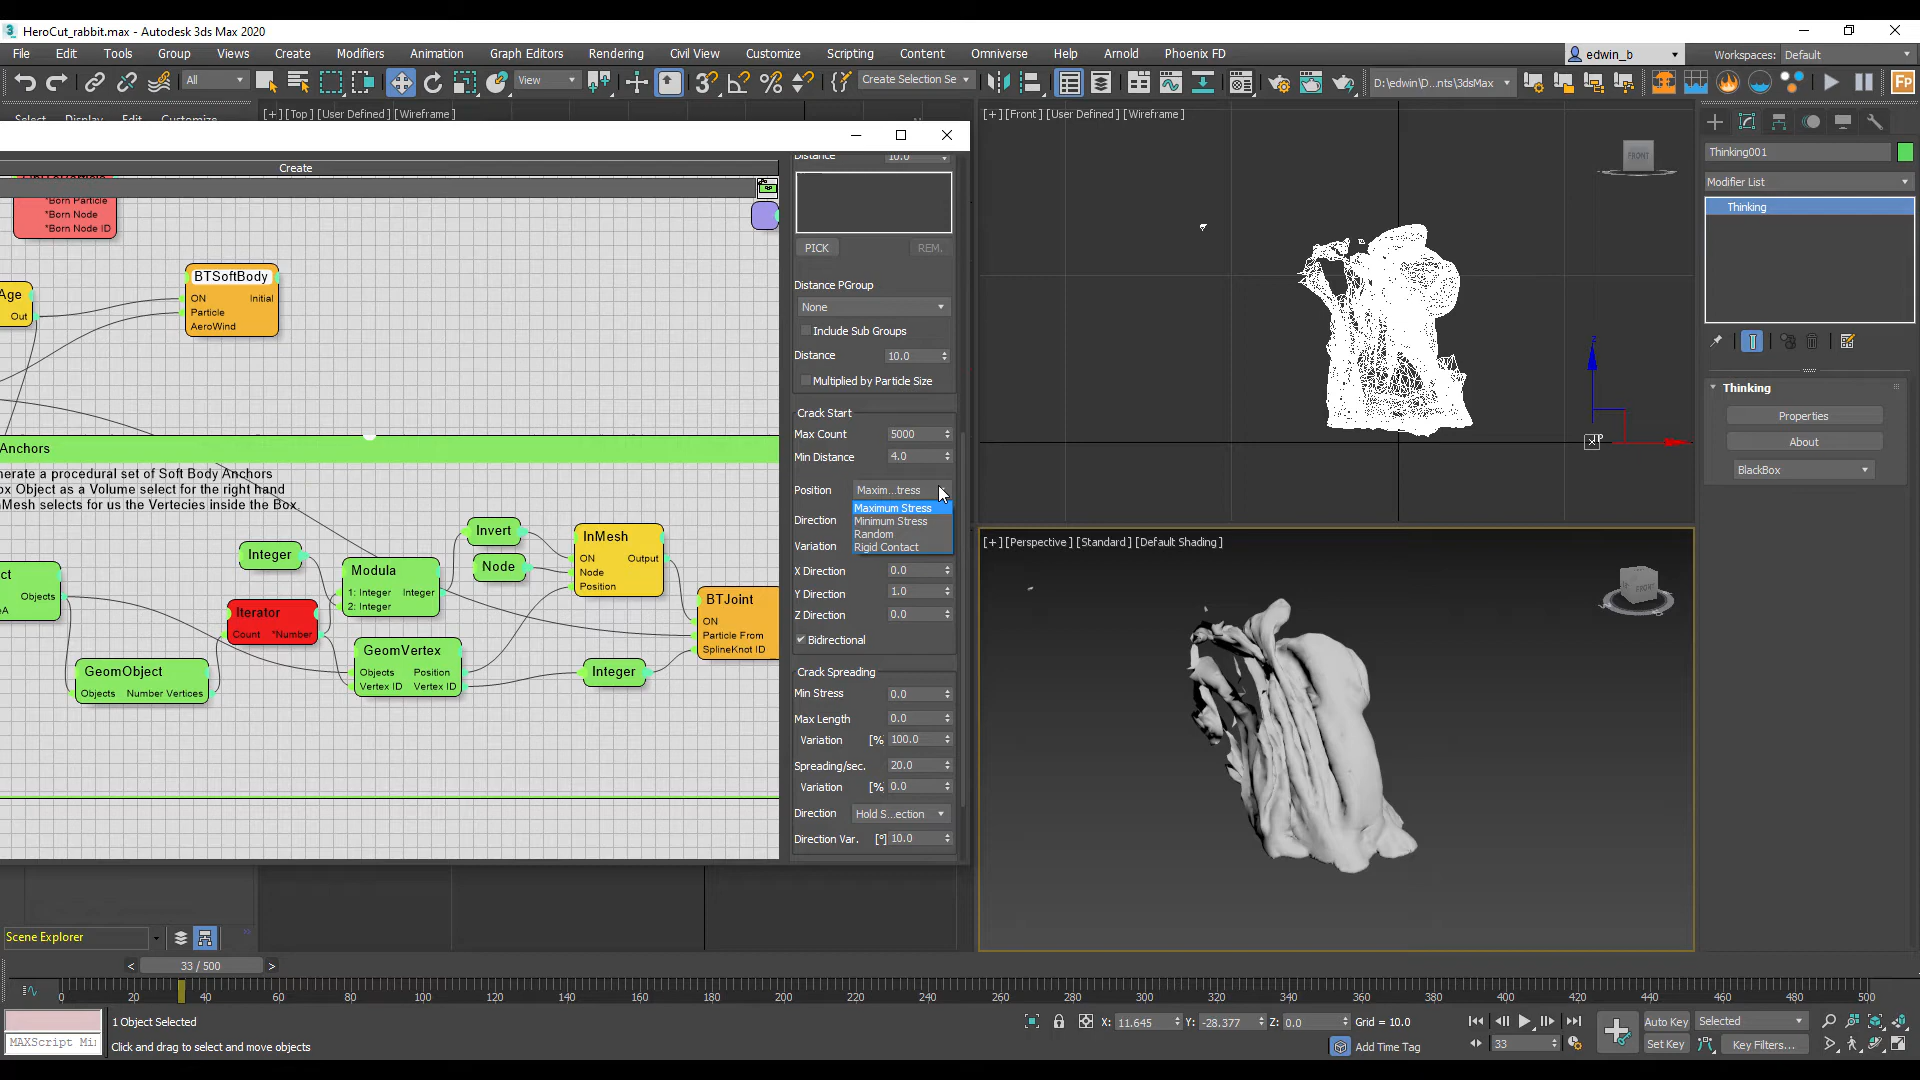 HeroCut_rabbit.max - Autodesk 3ds Max 2020
File Edit Tools Group Views Create Modifiers Animation Graph Editors Rendering Civil View Customize Scripting Content Omniverse Help Arnold Phoenix FD
edwin_b
Workspaces: Default
All
View
Create Selection Se
D:\edwin@_b...nts\3dsMax
Select Display Edit Customize
[+] [Top] [User Defined] [Wireframe]
Create
*Born Particle
*Born Node
*Born Node ID
BTSoftBody
ON Initial
Particle
AeroWind
Age
Out
Anchors
nerate a procedural set of Soft Body Anchors
ox Object as a Volume select for the right hand
nMesh selects for us the Vertecies inside the Box.
ct
Objects
eA
Integer
Invert
Node
InMesh
ON Output
Node
Position
Modula
1: Integer Integer
2: Integer
Iterator
Count *Number
GeomObject
Objects Number Vertices
GeomVertex
Objects Position
Vertex ID Vertex ID
Integer
BTJoint
ON
Particle From
SplineKnot ID
Distance 10.0
PICK REM.
Distance PGroup
None
Include Sub Groups
Distance 10.0
Multiplied by Particle Size
Crack Start
Max Count 5000
Min Distance 4.0
Position Maxim...tress
Maximum Stress
Minimum Stress
Random
Rigid Contact
Direction
Variation
X Direction 0.0
Y Direction 1.0
Z Direction 0.0
Bidirectional
Crack Spreading
Min Stress 0.0
Max Length 0.0
Variation [% 100.0
Spreading/sec. 20.0
Variation [% 0.0
Direction Hold S...ection
Direction Var. [°] 10.0
[+] [Front] [User Defined] [Wireframe]
FRONT
z
[+] [Perspective] [Standard] [Default Shading]
Thinking001
Modifier List
Thinking
Thinking
Properties
About
BlackBox
Scene Explorer
< 33 / 500 >
0 20 40 60 80 100 120 140 160 180 200 220 240 260 280 300 320 340 360 380 400 420 440 460 480 500
1 Object Selected
X: 11.645 Y: -28.377 Z: 0.0 Grid = 10.0
MAXScript Mi
Click and drag to select and move objects
Add Time Tag
33
Auto Key Selected
Set Key Key Filters...